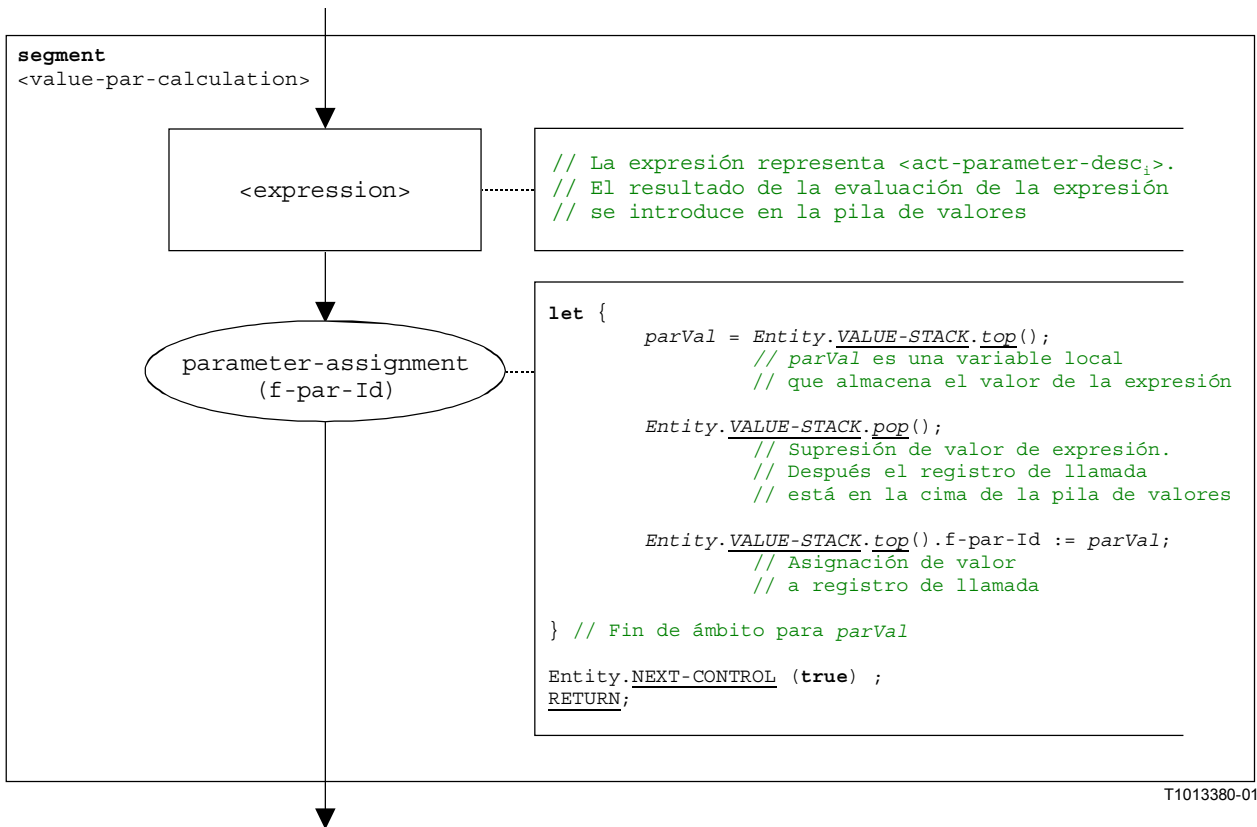 segment
<value-par-calculation>
<expression>
// La expresión representa <act-parameter-desci>.
// El resultado de la evaluación de la expresión
// se introduce en la pila de valores
parameter-assignment
(f-par-Id)
let {
parVal = Entity.VALUE-STACK.top();
// parVal es una variable local
// que almacena el valor de la expresión
Entity.VALUE-STACK.pop();
// Supresión de valor de expresión.
// Después el registro de llamada
// está en la cima de la pila de valores
Entity.VALUE-STACK.top().f-par-Id := parVal;
// Asignación de valor
// a registro de llamada
} // Fin de ámbito para parVal
Entity.NEXT-CONTROL (true) ;
RETURN;
T1013380-01